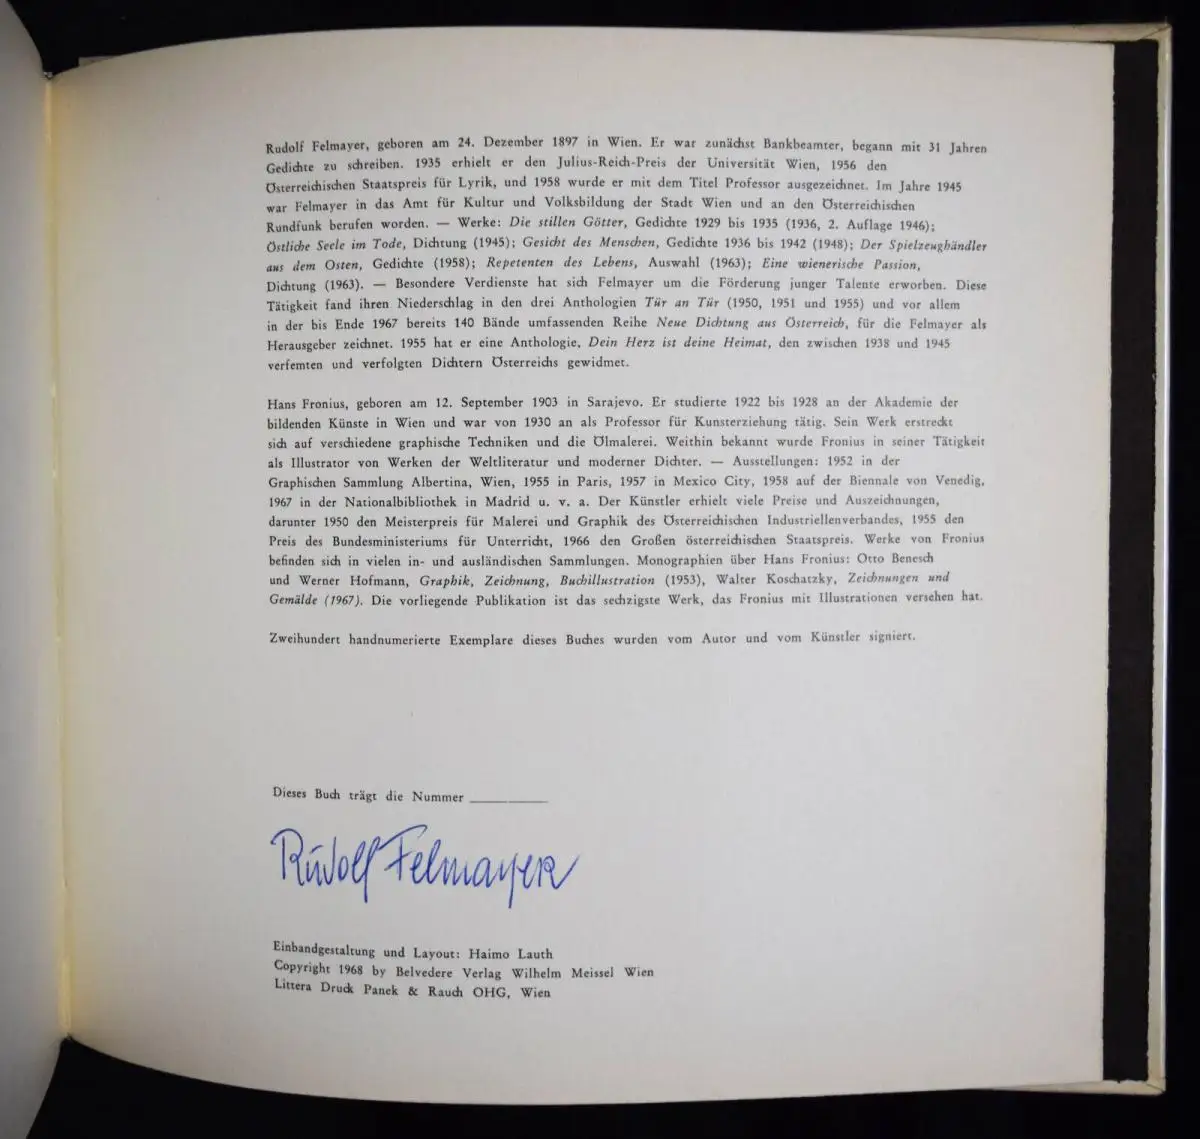 Rudolf Felmayer, geboren am 24. Dezember 1897 in Wien. Er war zunächst Bankbeamter, begann mit 31 Jahren
Gedichte zu schreiben. 1935 erhielt er den Julius-Reich-Preis der Universität Wien, 1956 den
Österreichischen Staatspreis für Lyrik, und 1958 wurde er mit dem Titel Professor ausgezeichnet. Im Jahre 1945
war Felmayer in das Amt für Kultur und Volksbildung der Stadt Wien und an den Österreichischen
Rundfunk berufen worden. — Werke: Die stillen Götter, Gedichte 1929 bis 1935 (1936, 2. Auflage 1946);
Östliche Seele im Tode, Dichtung (1945); Gesicht des Menschen, Gedichte 1936 bis 1942 (1948); Der Spielzeughändler
aus dem Osten, Gedichte (1958); Repetenten des Lebens, Auswahl (1963); Eine wienerische Passion,
Dichtung (1963). — Besondere Verdienste hat sich Felmayer um die Förderung junger Talente erworben. Diese
Tätigkeit fand ihren Niederschlag in den drei Anthologien Tür an Tür (1950, 1951 und 1955) und vor allem
in der bis Ende 1967 bereits 140 Bände umfassenden Reihe Neue Dichtung aus Österreich, für die Felmayer als
Herausgeber zeichnet. 1955 hat er eine Anthologie, Dein Herz ist deine Heimat, den zwischen 1938 und 1945
verfemten und verfolgten Dichtern Österreichs gewidmet.
Hans Fronius, geboren am 12. September 1903 in Sarajevo. Er studierte 1922 bis 1928 an der Akademie der
bildenden Künste in Wien und war von 1930 an als Professor für Kunsterziehung tätig. Sein Werk erstreckt
sich auf verschiedene graphische Techniken und die Ölmalerei. Weithin bekannt wurde Fronius in seiner Tätigkeit
als Illustrator von Werken der Weltliteratur und moderner Dichter. — Ausstellungen: 1952 in der
Graphischen Sammlung Albertina, Wien, 1955 in Paris, 1957 in Mexico City, 1958 auf der Biennale von Venedig,
1967 in der Nationalbibliothek in Madrid u. v. a. Der Künstler erhielt viele Preise und Auszeichnungen,
darunter 1950 den Meisterpreis für Malerei und Graphik des Österreichischen Industriellenverbandes, 1955 den
Preis des Bundesministeriums für Unterricht, 1966 den Großen österreichischen Staatspreis. Werke von Fronius
befinden sich in vielen in- und ausländischen Sammlungen. Monographien über Hans Fronius: Otto Benesch
und Werner Hofmann, Graphik, Zeichnung, Buchillustration (1953), Walter Koschatzky, Zeichnungen und
Gemälde (1967). Die vorliegende Publikation ist das sechzigste Werk, das Fronius mit Illustrationen versehen hat.
Zweihundert handnumerierte Exemplare dieses Buches wurden vom Autor und vom Künstler signiert.
Dieses Buch trägt die Nummer ________
Rudolf Felmayer
Einbandgestaltung und Layout: Haimo Lauth
Copyright 1968 by Belvedere Verlag Wilhelm Meissel Wien
Littera Druck Panek & Rauch OHG, Wien